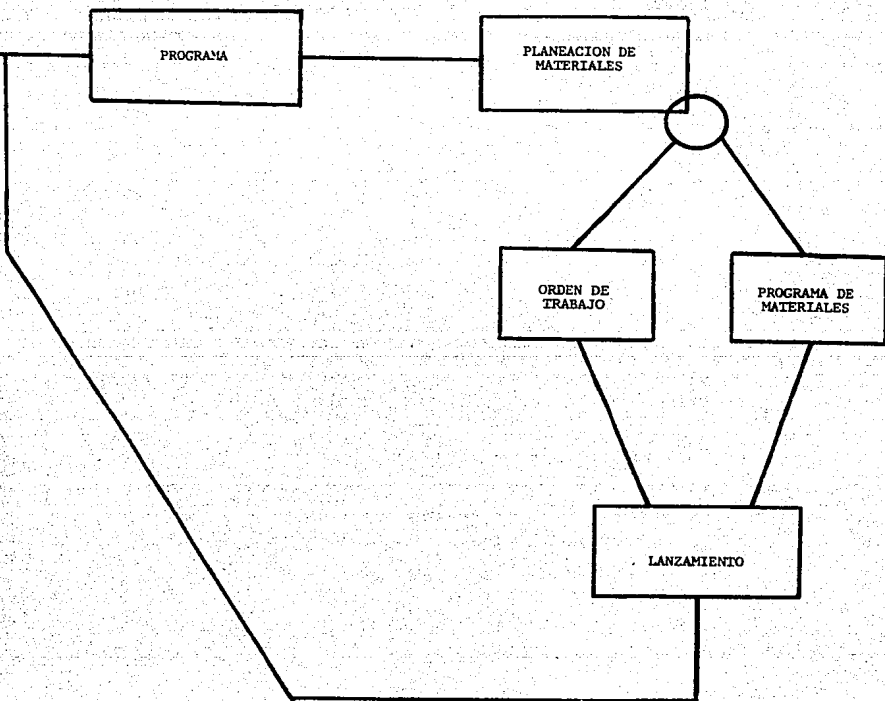 PROGRAMA
PLANEACION DE
MATERIALES
ORDEN DE
TRABAJO
PROGRAMA DE
MATERIALES
LANZAMIENTO